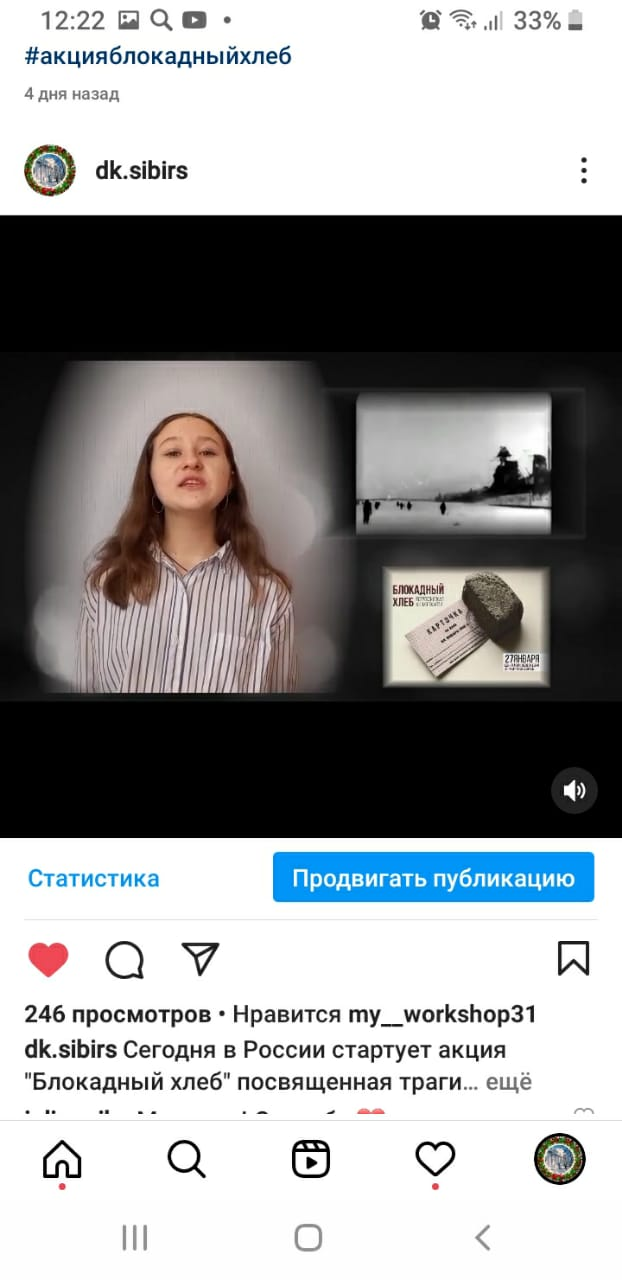 12:22
33%
#акцияблокадныйхлеб
4 дня назад
dk.sibirs
БЛОКАДНЫЙ
ХЛЕБ
КАРТОЧКА
27 ЯНВАРЯ
Статистика
Продвигать публикацию
246 просмотров • Нравится my__workshop31
dk.sibirs Сегодня в России стартует акция
"Блокадный хлеб" посвященная траги... ещё